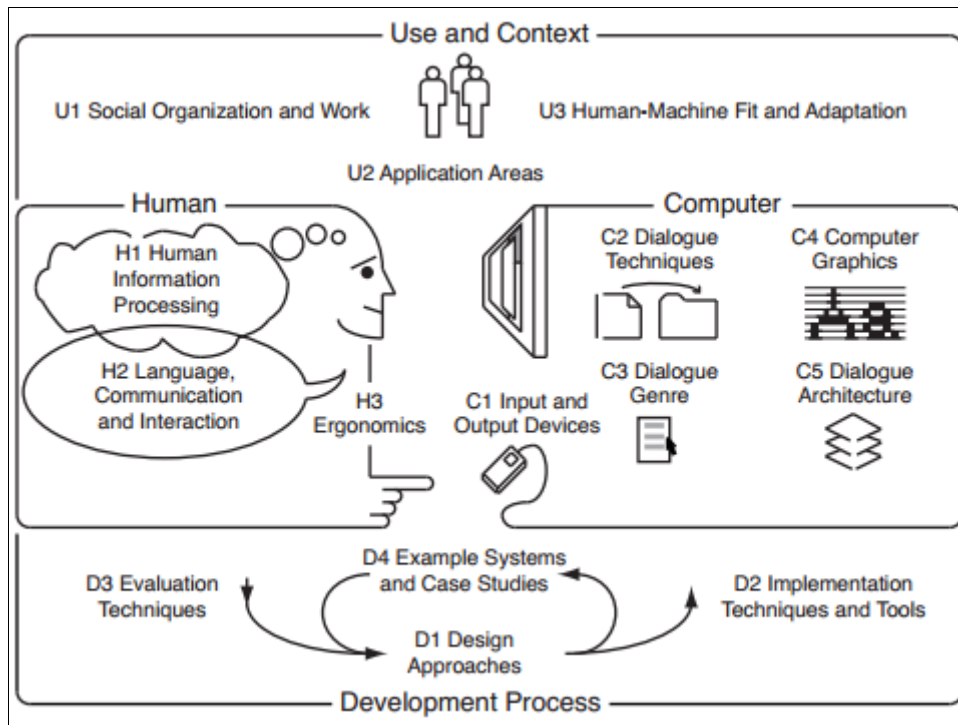 Use and Context
U1 Social Organization and Work
U3 Human-Machine Fit and Adaptation
U2 Application Areas
Human
H1 Human
Information
Processing
H2 Language,
Communication
and Interaction
H3
Ergonomics
Computer
C1 Input and
Output Devices
C2 Dialogue
Techniques
C3 Dialogue
Genre
C4 Computer
Graphics
C5 Dialogue
Architecture
D3 Evaluation
Techniques
D4 Example Systems
and Case Studies
D1 Design
Approaches
D2 Implementation
Techniques and Tools
Development Process